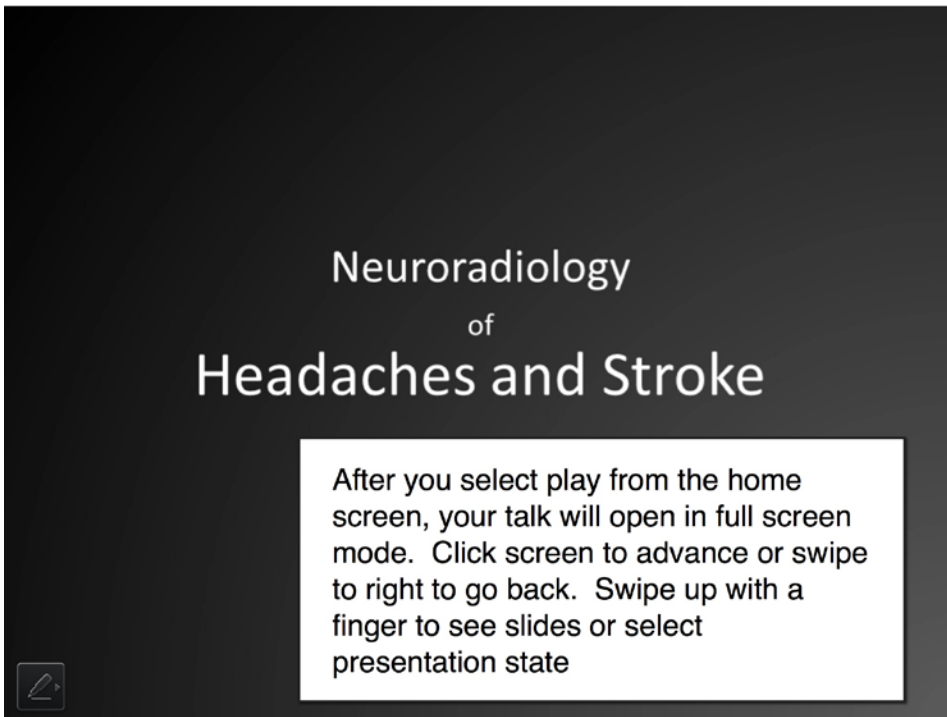 Neuroradiology
of
Headaches and Stroke
After you select play from the home
screen, your talk will open in full screen
mode.  Click screen to advance or swipe
to right to go back.  Swipe up with a
finger to see slides or select
presentation state